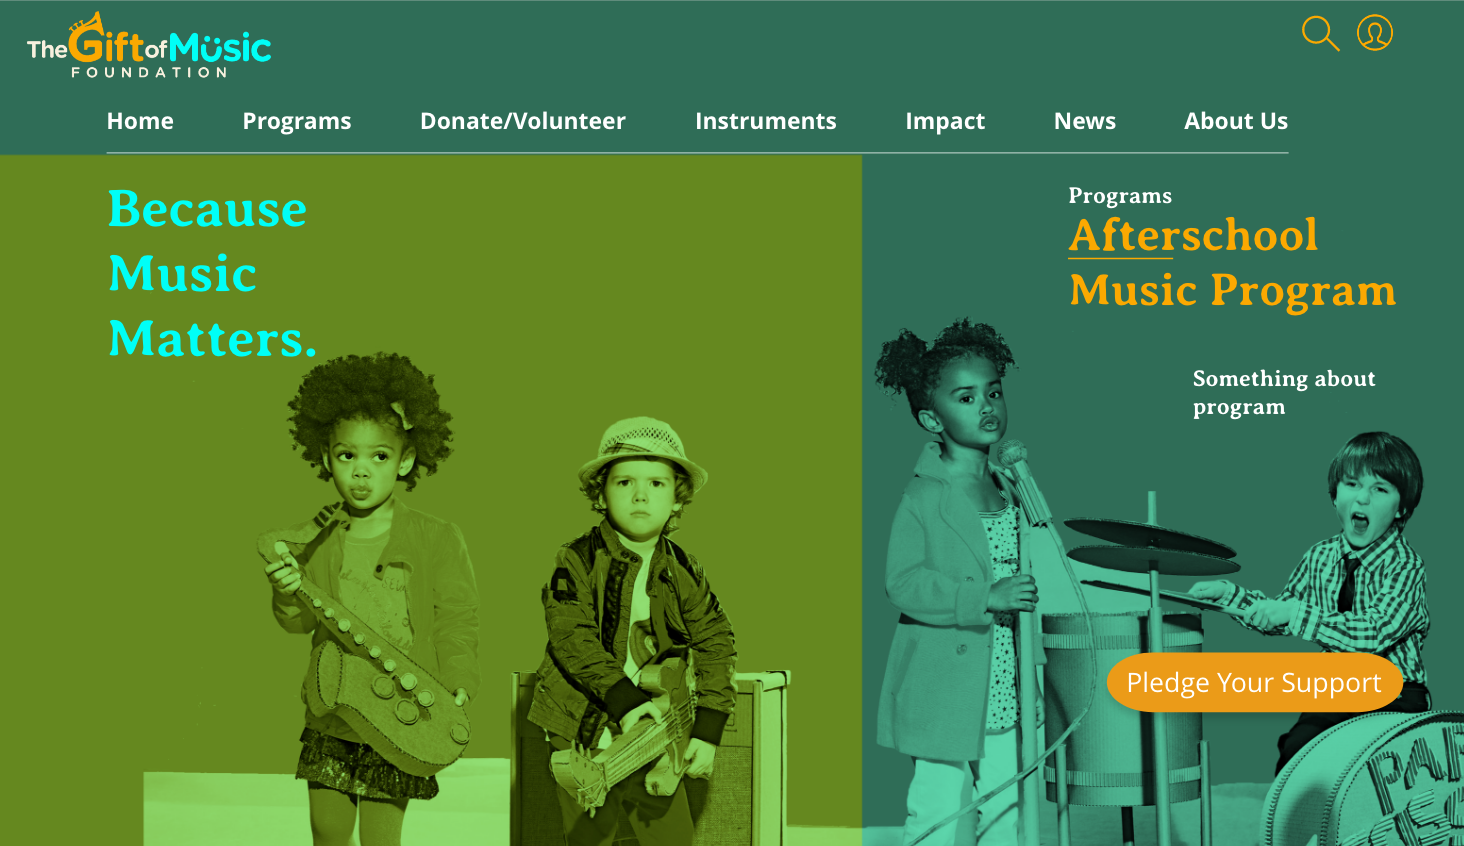 The Gift of Music
FOUNDATION
Home Programs Donate/Volunteer Instruments Impact News About Us
Because
Music
Matters.
Programs
Afterschool
Music Program
Something about
program
Pledge Your Support